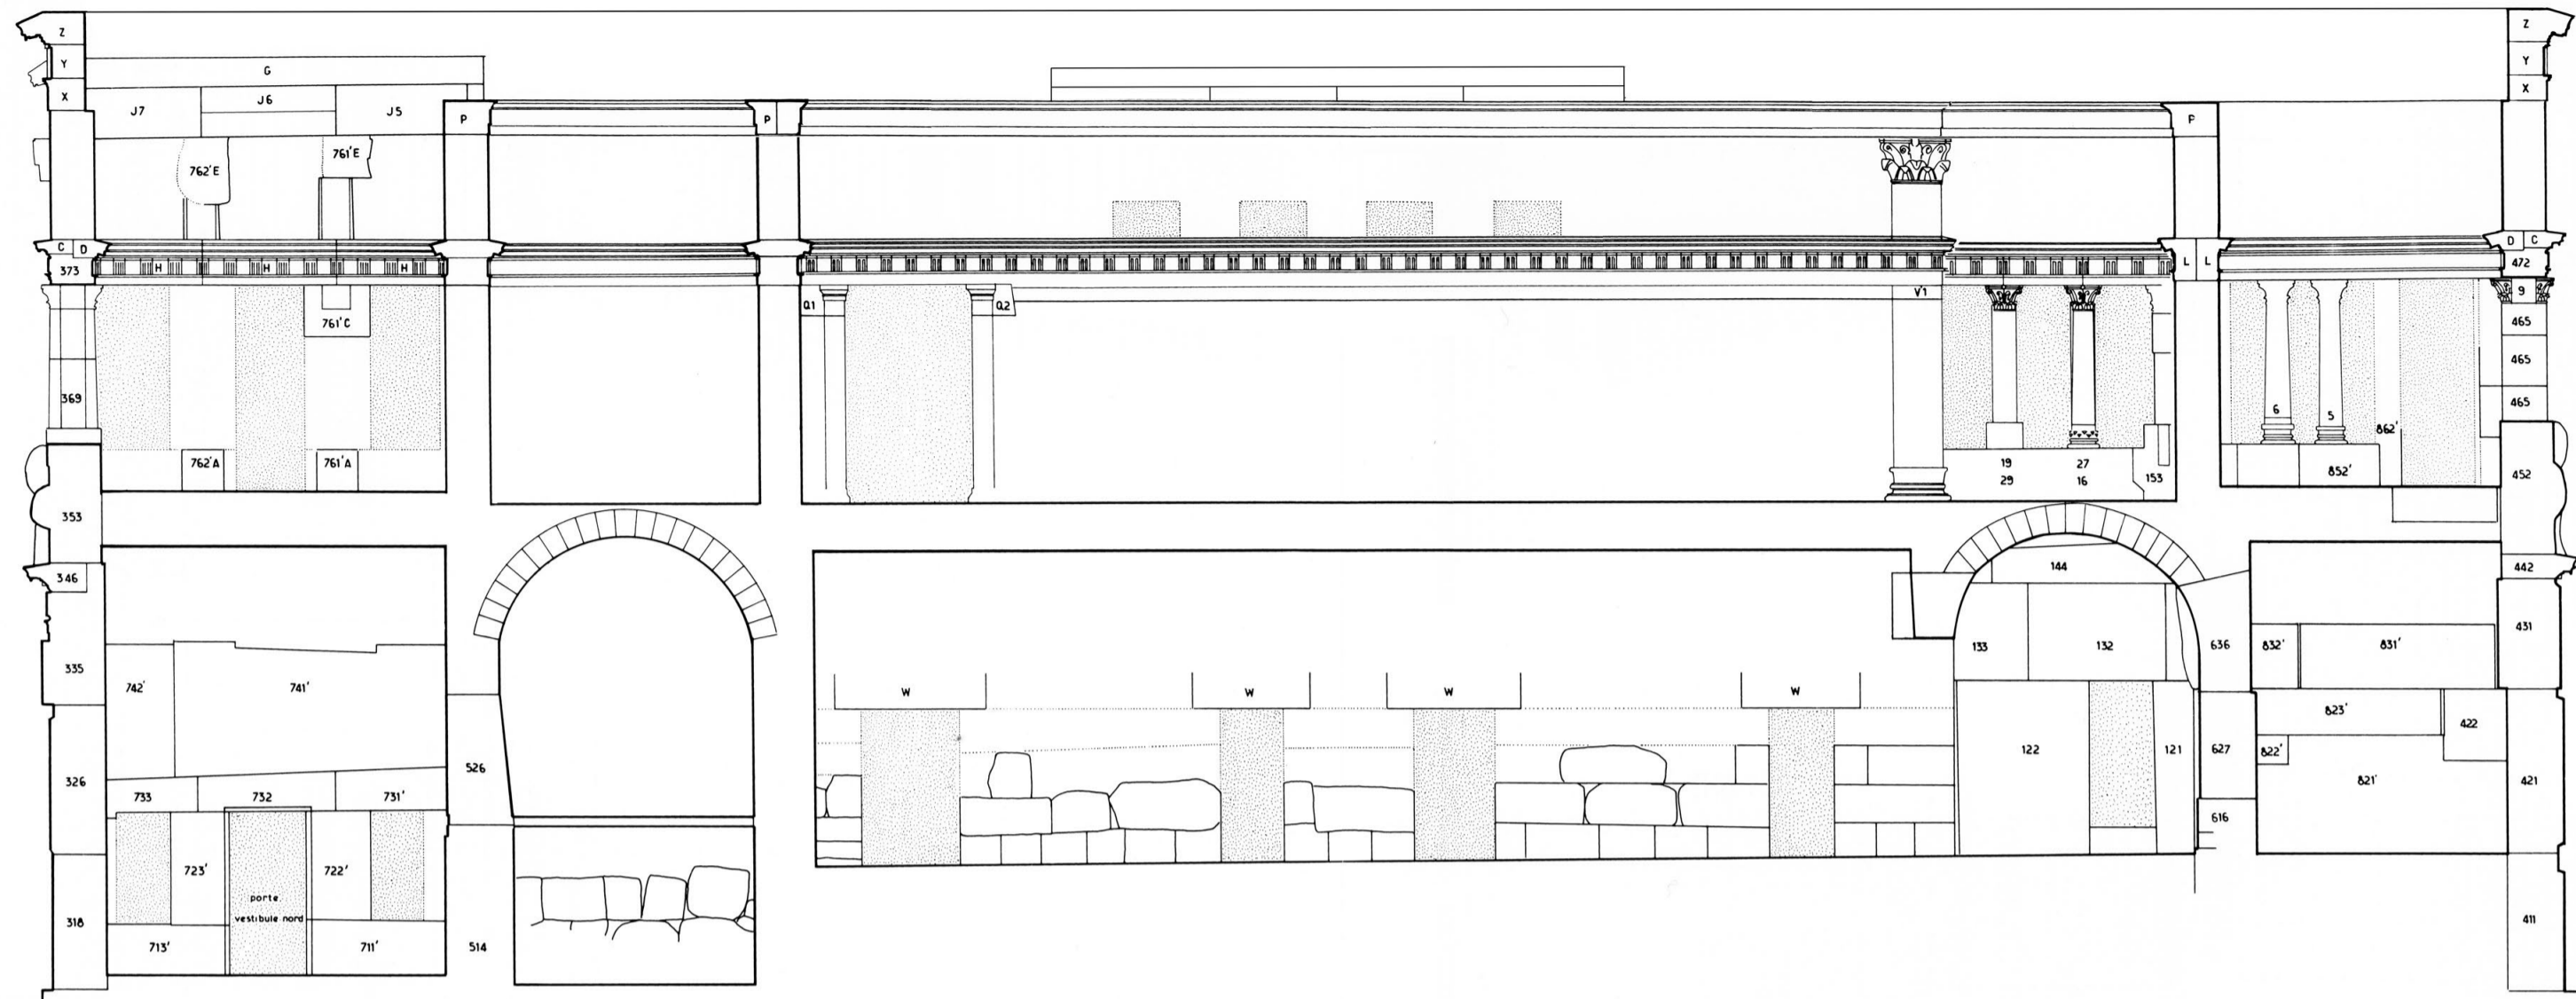 Z
Z
Y
G
Y
X
J7
J6
J5
X
P
P
P
762'E
761'E
C D
D C
373
H
H
H
L L
472
Q1
Q2
V1
9
761'C
465
465
369
465
6
5
862'
762'A
761'A
19
29
27
16
153
852'
452
353
346
144
442
335
742'
741'
133
132
636
832'
831'
431
W
W
W
W
823'
422
326
733
732
731'
526
122
121
627
822'
821'
421
616
723'
722'
porte
vestibule nord
318
713'
711'
514
411